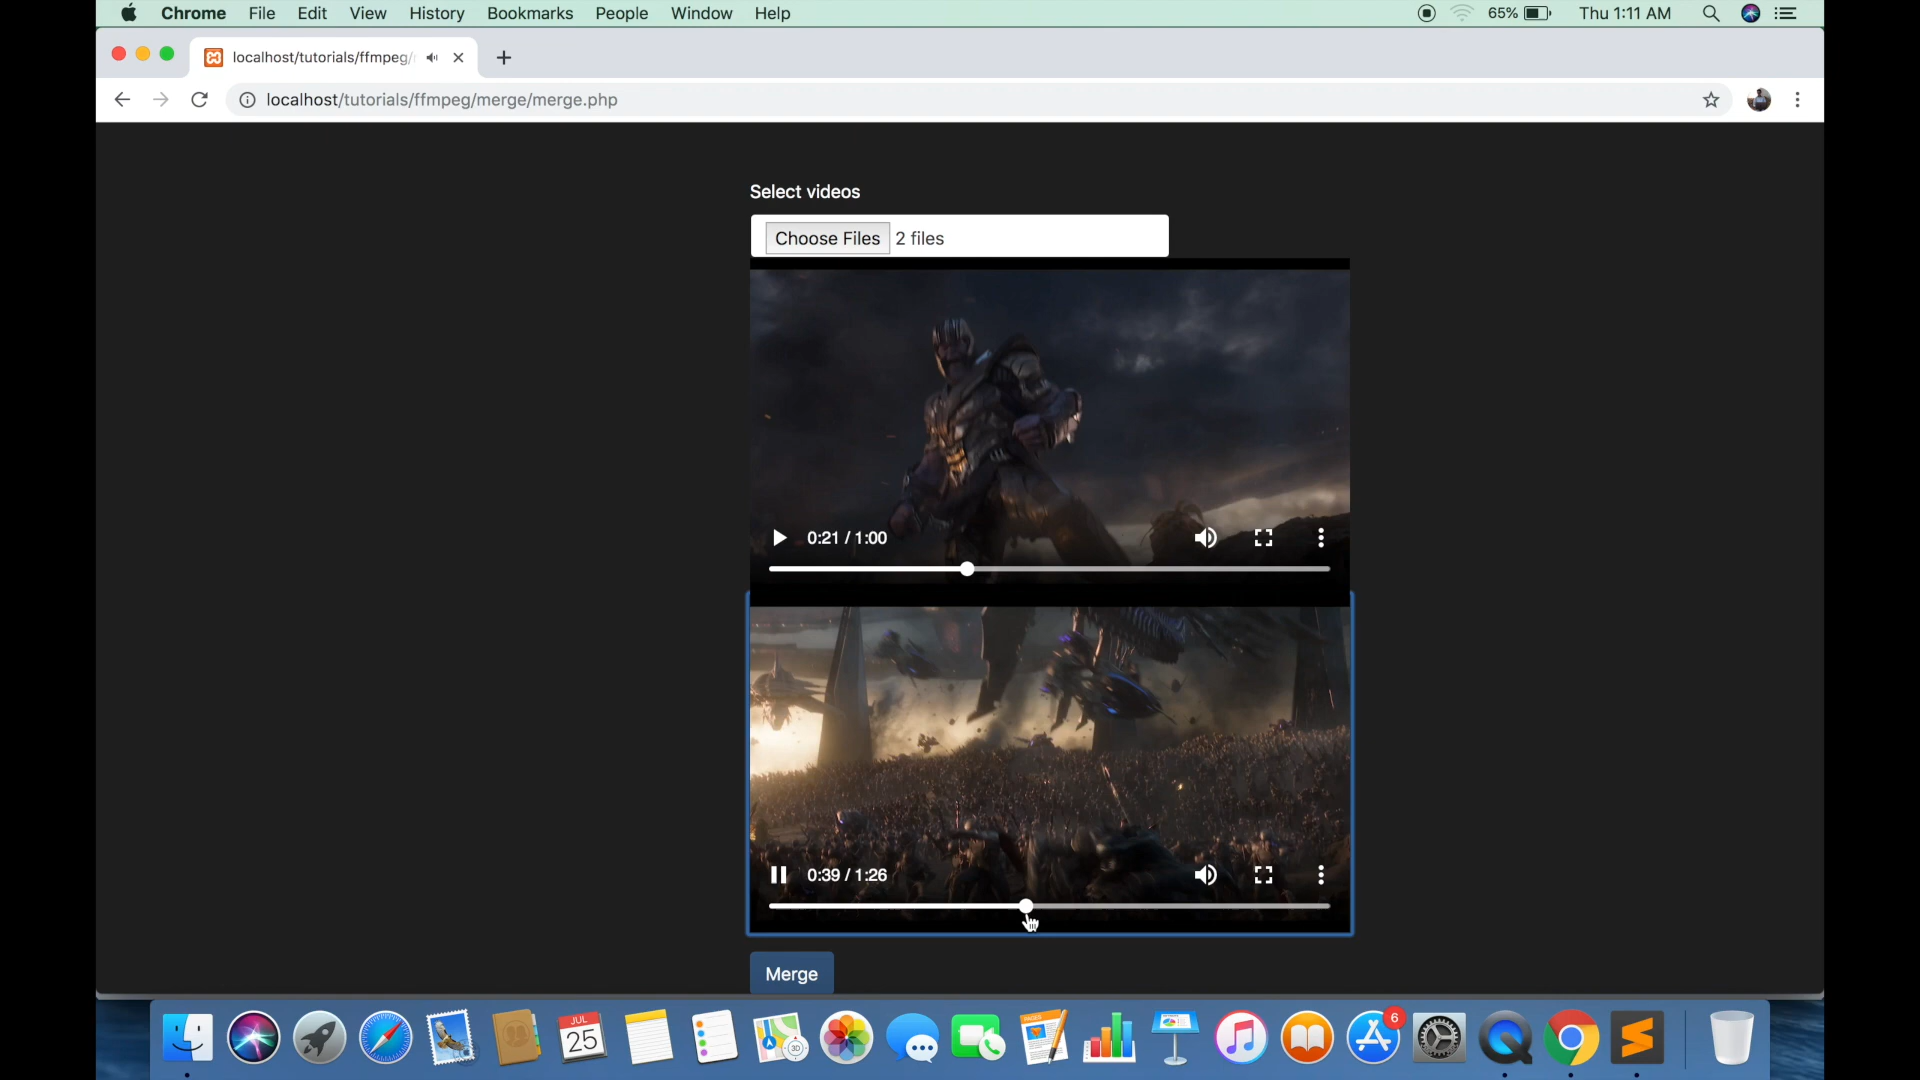 Chrome File Edit View History Bookmarks People Window Help 65% Thu 1:11 AM
localhost/tutorials/ffmpeg/
localhost/tutorials/ffmpeg/merge/merge.php
Select videos
Choose Files 2 files
0:21 / 1:00
0:39 / 1:26
Merge
JUL
25
3D
6